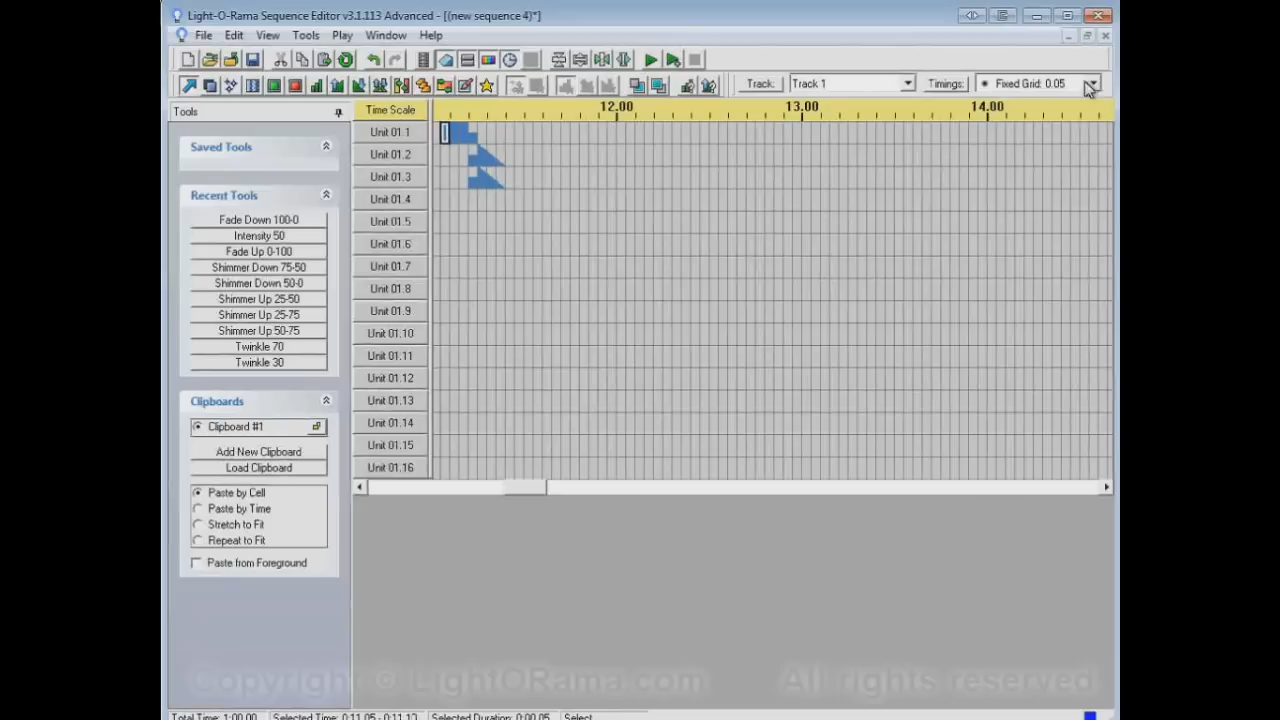 Light-O-Rama Sequence Editor v3.1.113 Advanced - [(new sequence 4)*]
File Edit View Tools Play Window Help
Track: Track 1 Timings: Fixed Grid: 0.05
Tools
Time Scale 12.00 13.00 14.00
Saved Tools
Recent Tools
Fade Down 100-0
Intensity 50
Fade Up 0-100
Shimmer Down 75-50
Shimmer Down 50-0
Shimmer Up 25-50
Shimmer Up 25-75
Shimmer Up 50-75
Twinkle 70
Twinkle 30
Clipboards
Clipboard #1
Add New Clipboard
Load Clipboard
Paste by Cell
Paste by Time
Stretch to Fit
Repeat to Fit
Paste from Foreground
Unit 01.1
Unit 01.2
Unit 01.3
Unit 01.4
Unit 01.5
Unit 01.6
Unit 01.7
Unit 01.8
Unit 01.9
Unit 01.10
Unit 01.11
Unit 01.12
Unit 01.13
Unit 01.14
Unit 01.15
Unit 01.16
Copyright © LightORama.com All rights reserved
Total Time: 1:00.00 Selected Time: 0:11.05 - 0:11.10 Selected Duration: 0:00.05 Select